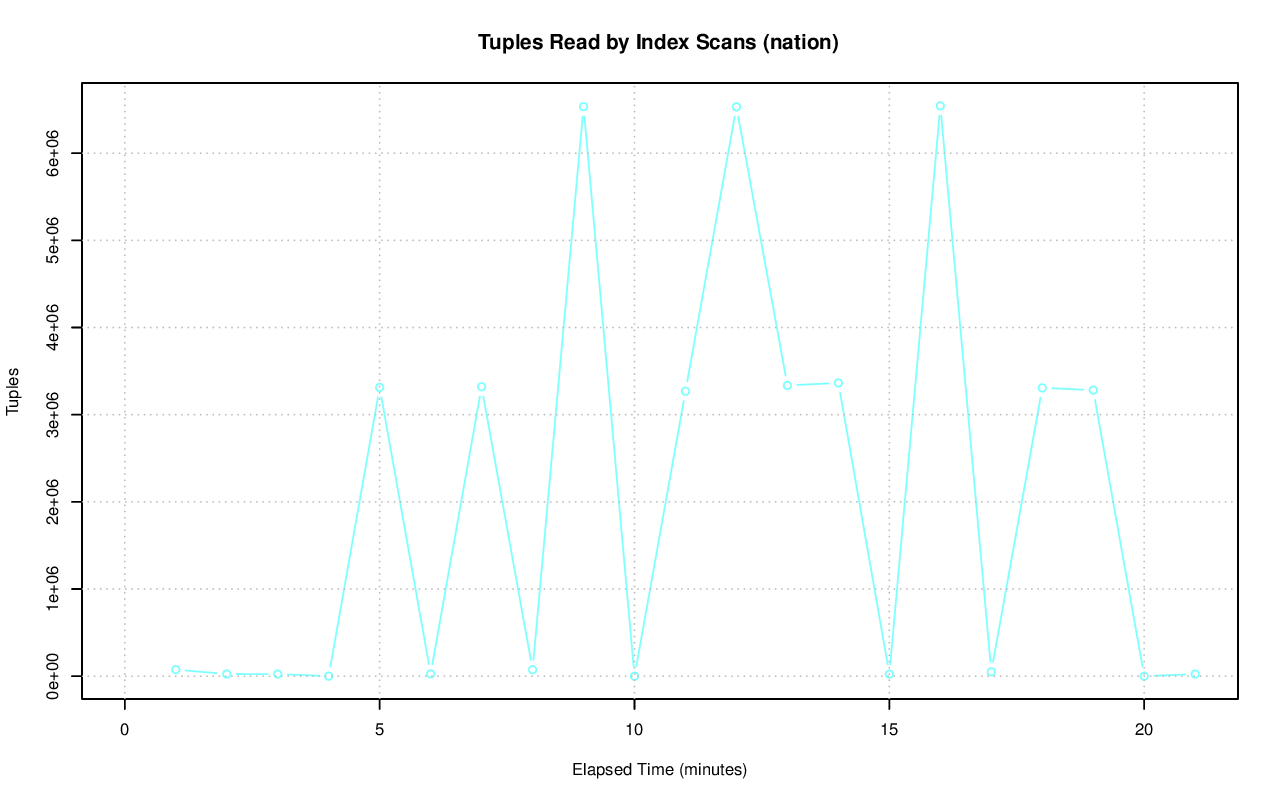 Tuples Read by Index Scans (nation)
Tuples
6e+06
5e+06
4e+06
3e+06
2e+06
1e+06
0e+00
0 5 10 15 20
Elapsed Time (minutes)